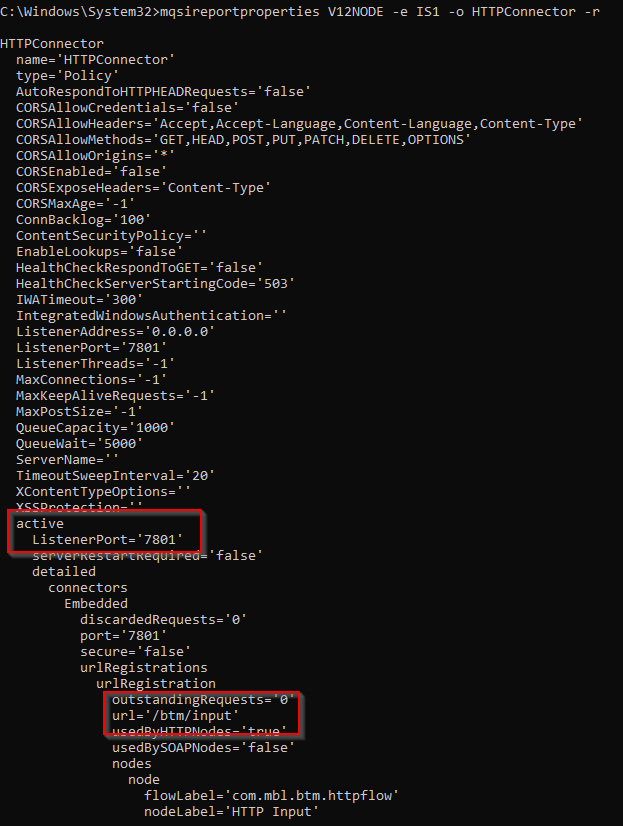 C:\Windows\System32>mqsireportproperties V12NODE -e IS1 -o HTTPConnector -r
HTTPConnector
name='HTTPConnector'
type='Policy'
AutoRespondToHTTPHEADRequests='false'
CORSAllowCredentials='false'
CORSAllowHeaders='Accept,Accept-Language,Content-Language,Content-Type'
CORSAllowMethods='GET,HEAD,POST,PUT,PATCH,DELETE,OPTIONS'
CORSAllowOrigins='*'
CORSEnabled='false'
CORSExposeHeaders='Content-Type'
CORSMaxAge='-1'
ConnBacklog='100'
ContentSecurityPolicy=''
EnableLookups='false'
HealthCheckRespondToGET='false'
HealthCheckServerStartingCode='503'
IWATimeout='300'
IntegratedWindowsAuthentication=''
ListenerAddress='0.0.0.0'
ListenerPort='7801'
ListenerThreads='-1'
MaxConnections='-1'
MaxKeepAliveRequests='-1'
MaxPostSize='-1'
QueueCapacity='1000'
QueueWait='5000'
ServerName=''
TimeoutSweepInterval='20'
XContentTypeOptions=''
XSSProtection=''
active
ListenerPort='7801'
serverRestartRequired='false'
detailed
connectors
Embedded
discardedRequests='0'
port='7801'
secure='false'
urlRegistrations
urlRegistration
outstandingRequests='0'
url='/btm/input'
usedByHTTPNodes='true'
usedBySOAPNodes='false'
nodes
node
flowLabel='com.mbl.btm.httpflow'
nodeLabel='HTTP Input'